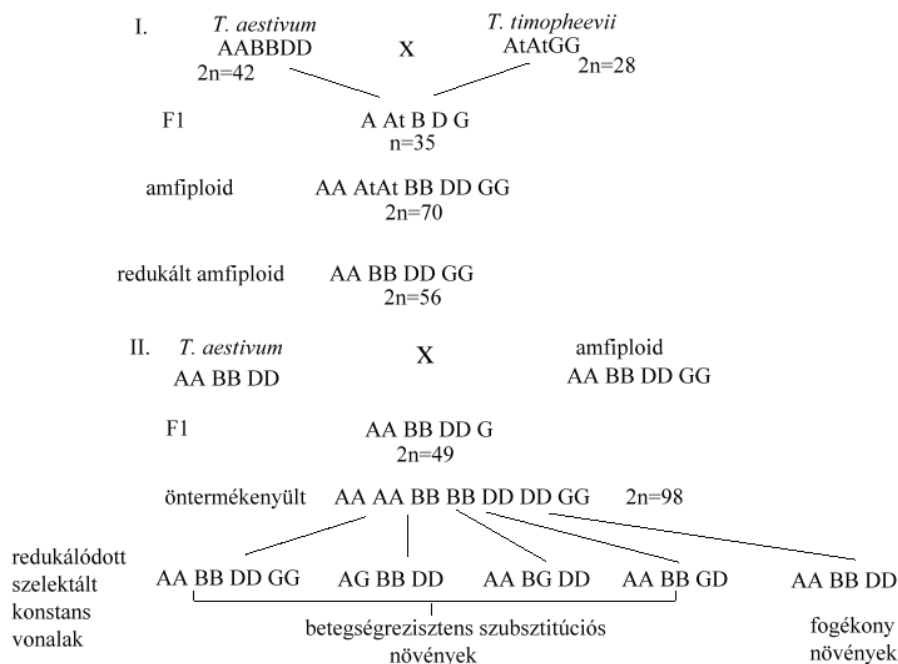 I. T. aestivum T. timopheevii
AABBDD X AtAtGG
2n=42 2n=28
F1 A At B D G
n=35
amfiploid AA AtAt BB DD GG
2n=70
redukált amfiploid AA BB DD GG
2n=56
II. T. aestivum X amfiploid
AA BB DD AA BB DD GG
F1 AA BB DD G
2n=49
öntermékenyült AA AA BB BB DD DD GG 2n=98
redukálódott
szelektált
konstans
vonalak
AA BB DD GG AG BB DD AA BG DD AA BB GD AA BB DD
betegségrezisztens szubsztitúciós
növények
fogékony
növények